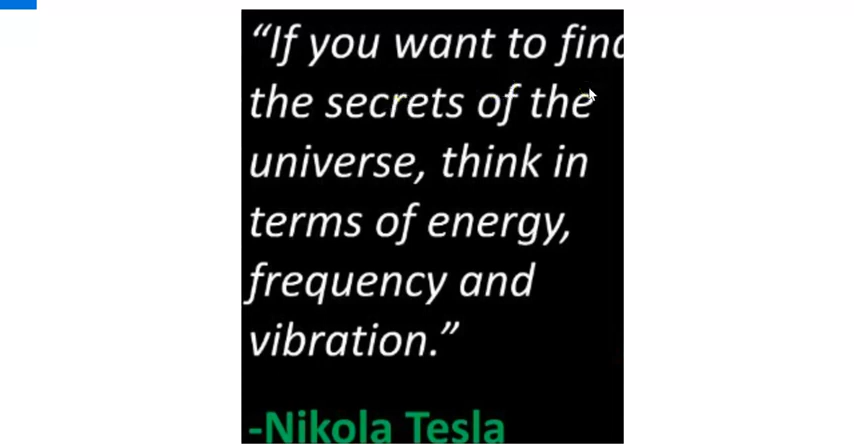 “If you want to find
the secrets of the
universe, think in
terms of energy,
frequency and
vibration.”
-Nikola Tesla